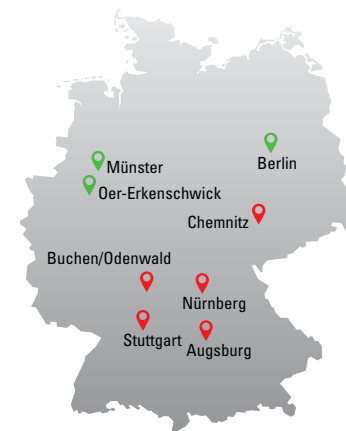 Münster
Berlin
Oer-Erkenschwick
Chemnitz
Buchen/Odenwald
Nürnberg
Stuttgart
Augsburg